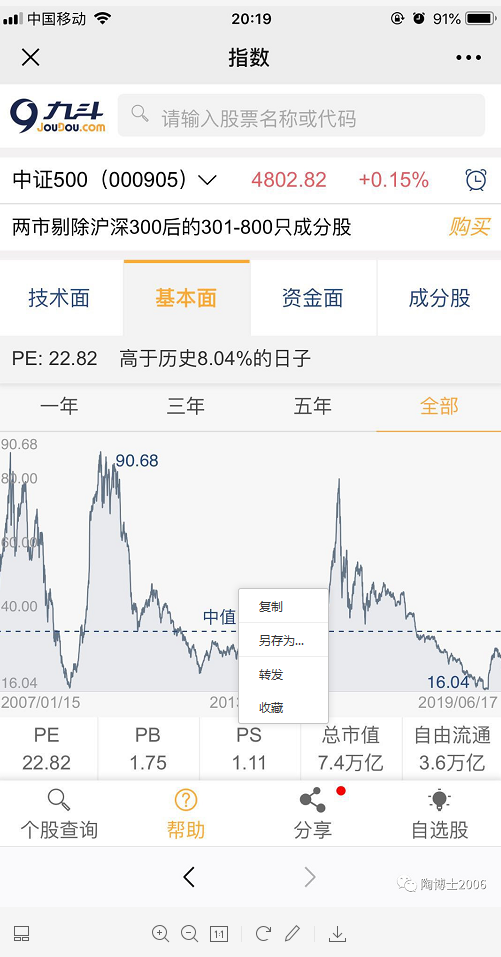 中国移动 20:19 91%
指数
九斗 JouDou.com 请输入股票名称或代码
中证500（000905） 4802.82 +0.15%
两市剔除沪深300后的301-800只成分股 购买
技术面 基本面 资金面 成分股
PE: 22.82 高于历史8.04%的日子
一年 三年 五年 全部
90.68
90.68
80.00
60.00
40.00
中值
复制
另存为...
转发
收藏
16.04
16.04
2007/01/15 201 2019/06/17
PE PB PS 总市值 自由流通
22.82 1.75 1.11 7.4万亿 3.6万亿
个股查询 帮助 分享 自选股
陶博士2006
1:1